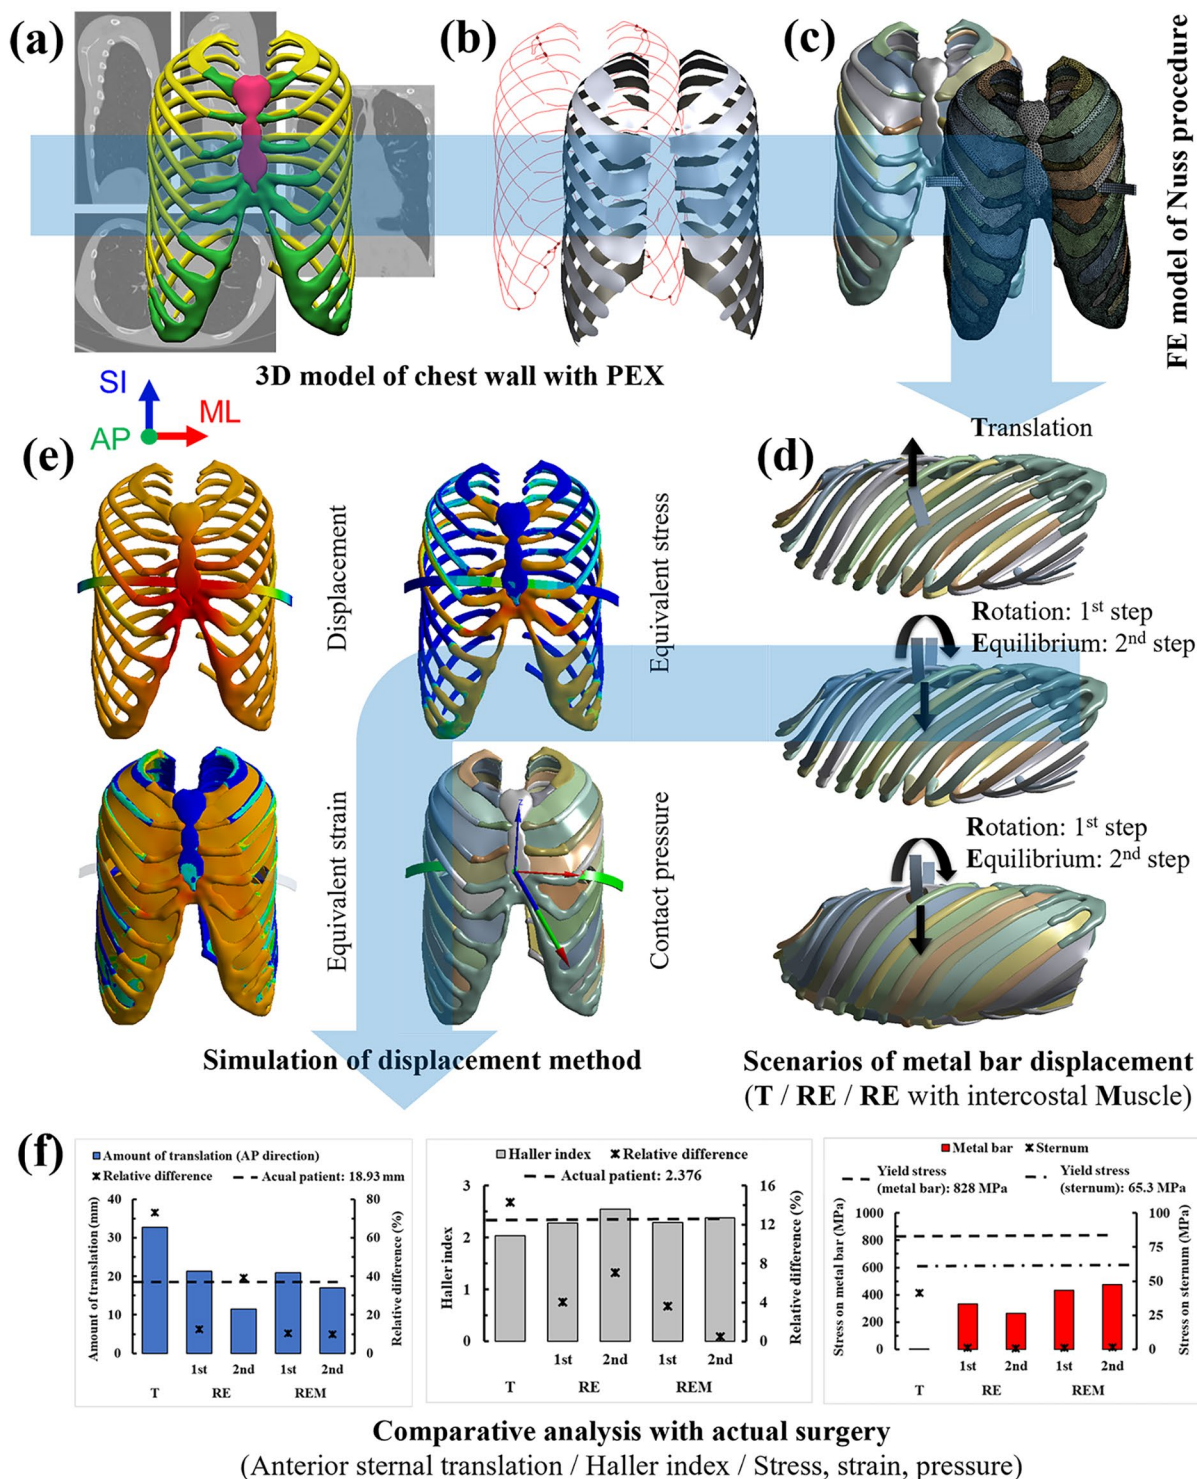 (a)
(b)
(c)
FE model of Nuss procedure
3D model of chest wall with PEX
SI
ML
AP
(e)
(d)
Translation
Displacement
Equivalent stress
Rotation: 1st step
Equilibrium: 2nd step
Equivalent strain
Contact pressure
Rotation: 1st step
Equilibrium: 2nd step
Simulation of displacement method
Scenarios of metal bar displacement
(T / RE / RE with intercostal Muscle)
(f)
Amount of translation (AP direction)
Relative difference
Acual patient: 18.93 mm
Amount of translation (mm)
40
30
20
10
0
80
70
60
50
40
30
20
10
0
Relative difference (%)
1st 2nd 1st 2nd
T RE REM
Haller index
Relative difference
Actual patient: 2.376
Haller index
3
2
1
0
16
14
12
10
8
6
4
2
0
Relative difference (%)
1st 2nd 1st 2nd
T RE REM
Metal bar
Sternum
Yield stress
(metal bar): 828 MPa
Yield stress
(sternum): 65.3 MPa
Stress on metal bar (MPa)
1000
800
600
400
200
0
100
75
50
25
0
Stress on sternum (MPa)
1st 2nd 1st 2nd
T RE REM
Comparative analysis with actual surgery
(Anterior sternal translation / Haller index / Stress, strain, pressure)